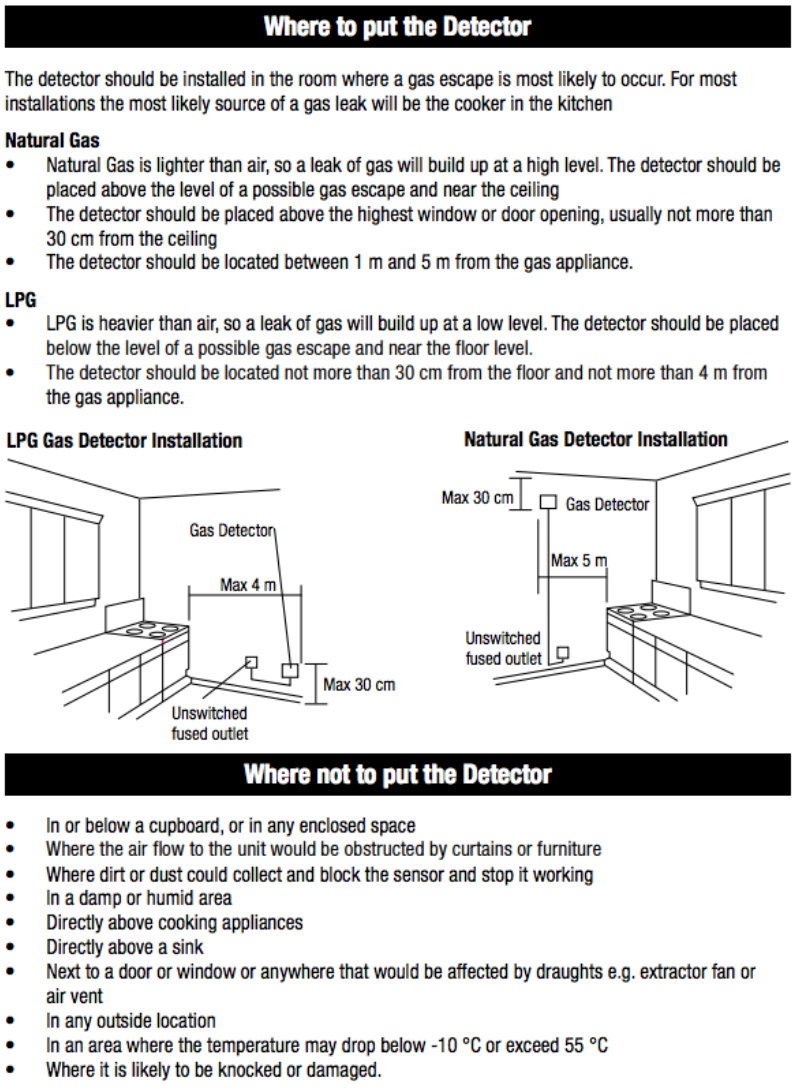 Where to put the Detector
The detector should be installed in the room where a gas escape is most likely to occur. For most
installations the most likely source of a gas leak will be the cooker in the kitchen
Natural Gas
• Natural Gas is lighter than air, so a leak of gas will build up at a high level. The detector should be
placed above the level of a possible gas escape and near the ceiling
• The detector should be placed above the highest window or door opening, usually not more than
30 cm from the ceiling
• The detector should be located between 1 m and 5 m from the gas appliance.
LPG
• LPG is heavier than air, so a leak of gas will build up at a low level. The detector should be placed
below the level of a possible gas escape and near the floor level.
• The detector should be located not more than 30 cm from the floor and not more than 4 m from
the gas appliance.
LPG Gas Detector Installation
Gas Detector
Max 4 m
Max 30 cm
Unswitched
fused outlet
Natural Gas Detector Installation
Max 30 cm
Gas Detector
Max 5 m
Unswitched
fused outlet
Where not to put the Detector
• In or below a cupboard, or in any enclosed space
• Where the air flow to the unit would be obstructed by curtains or furniture
• Where dirt or dust could collect and block the sensor and stop it working
• In a damp or humid area
• Directly above cooking appliances
• Directly above a sink
• Next to a door or window or anywhere that would be affected by draughts e.g. extractor fan or
air vent
• In any outside location
• In an area where the temperature may drop below -10 °C or exceed 55 °C
• Where it is likely to be knocked or damaged.